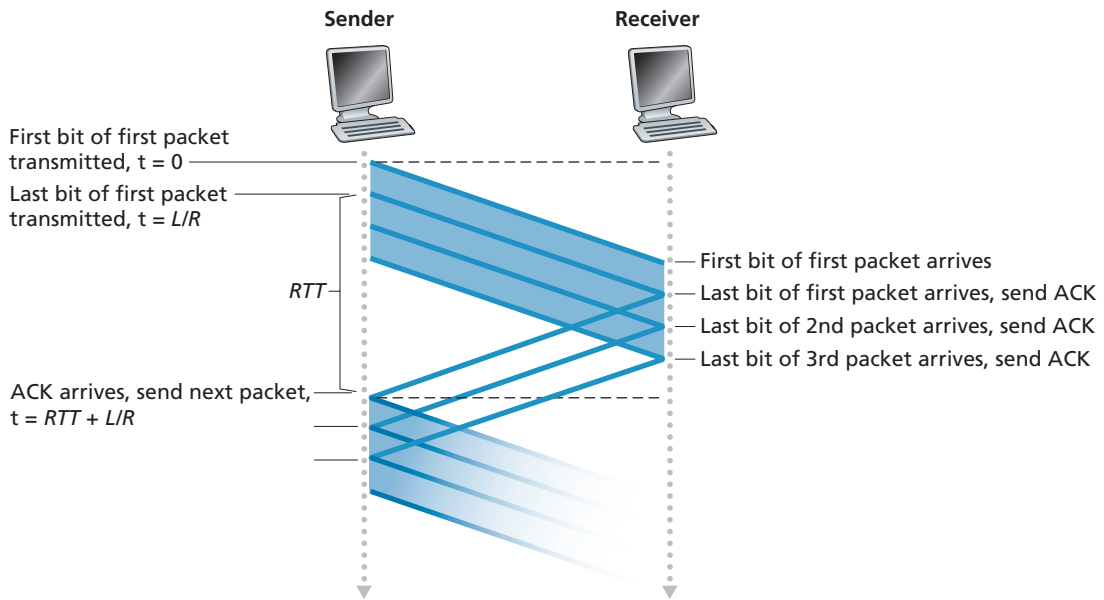 Sender
Receiver
First bit of first packet
transmitted, t = 0
Last bit of first packet
transmitted, t = L/R
RTT
First bit of first packet arrives
Last bit of first packet arrives, send ACK
Last bit of 2nd packet arrives, send ACK
Last bit of 3rd packet arrives, send ACK
ACK arrives, send next packet,
t = RTT + L/R